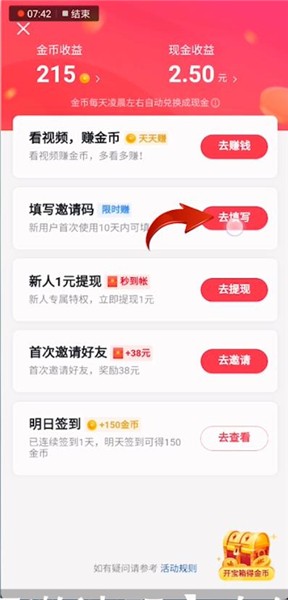 07:42 结束
金币收益 现金收益
215 2.50 元
金币每天凌晨左右自动兑换成现金
看视频，赚金币 天天赚
看视频赚金币，多看多赚！
去赚钱
填写邀请码 限时赚
新用户首次使用10天内可填
去填写
新人1元提现 秒到帐
新人专属特权，立即提现1元
去提现
首次邀请好友 +38元
首次邀请好友，奖励38元
去邀请
明日签到 +150金币
已连续签到1天，明天签到可得150
金币
去查看
开宝箱得金币
如有疑问请参考 活动规则